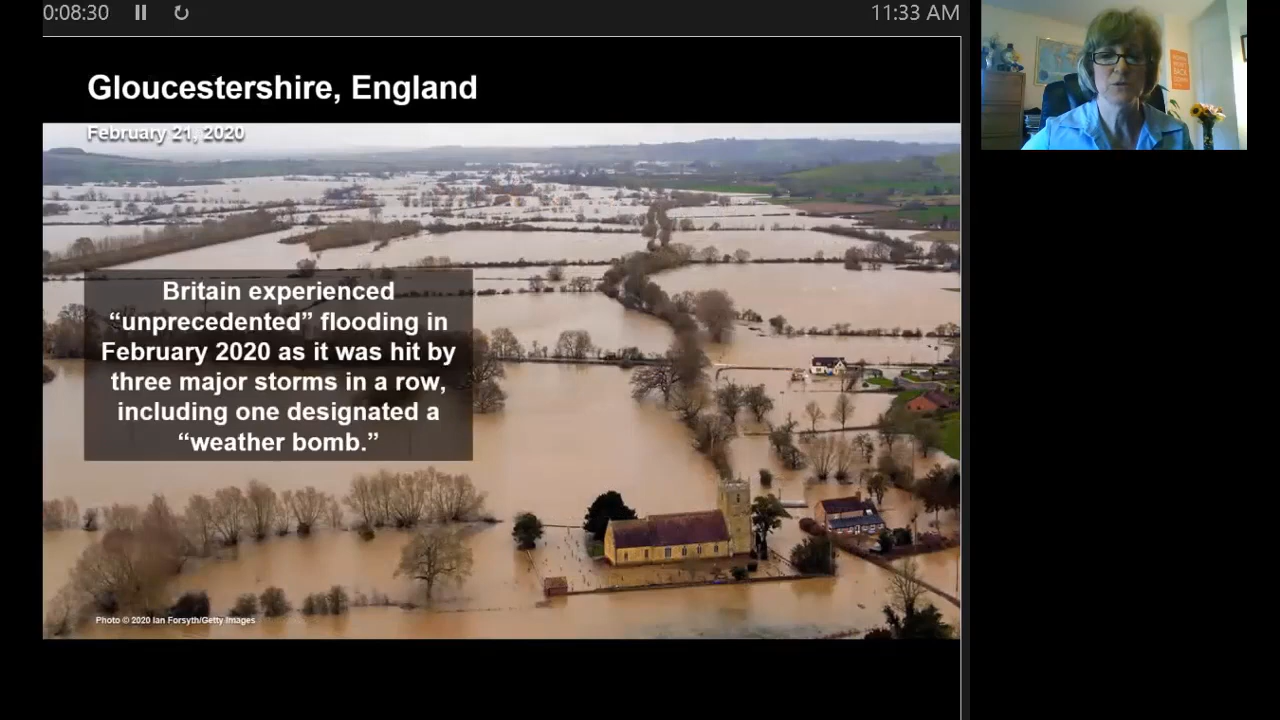 0:08:30
11:33 AM
Gloucestershire, England
February 21, 2020
Britain experienced
“unprecedented” flooding in
February 2020 as it was hit by
three major storms in a row,
including one designated a
“weather bomb.”
Photo © 2020 Ian Forsyth/Getty Images